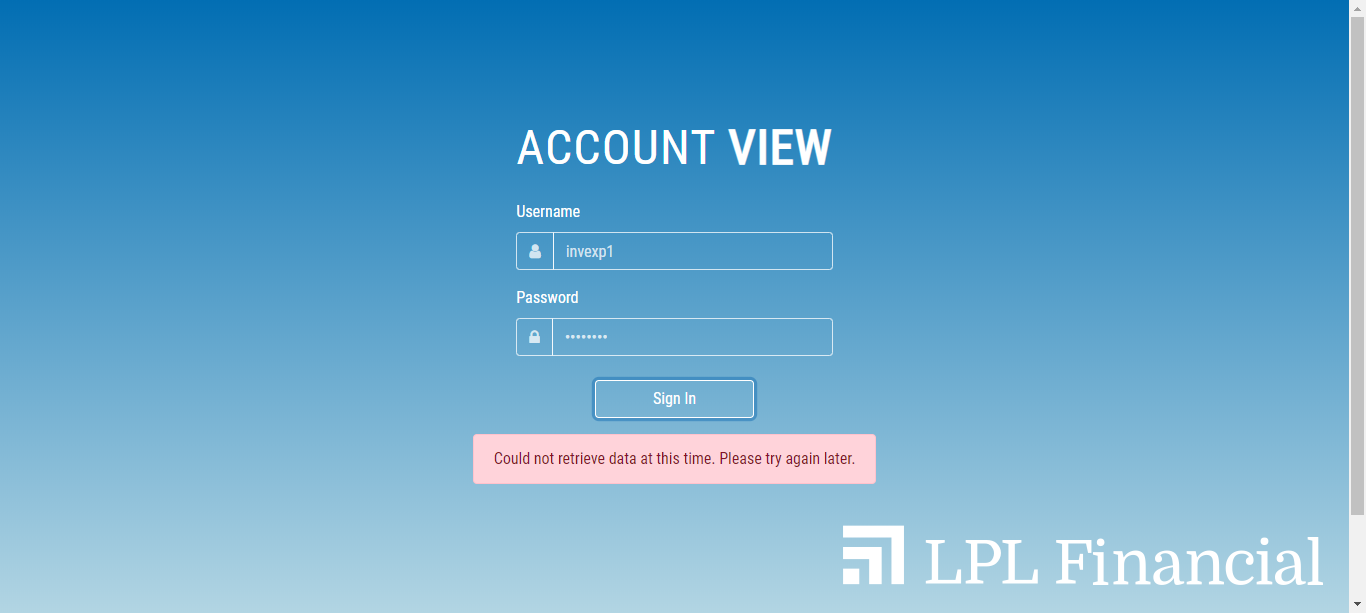 ACCOUNT VIEW
Username
invexp1
Password
••••••••
Sign In
Could not retrieve data at this time. Please try again later.
LPL Financial